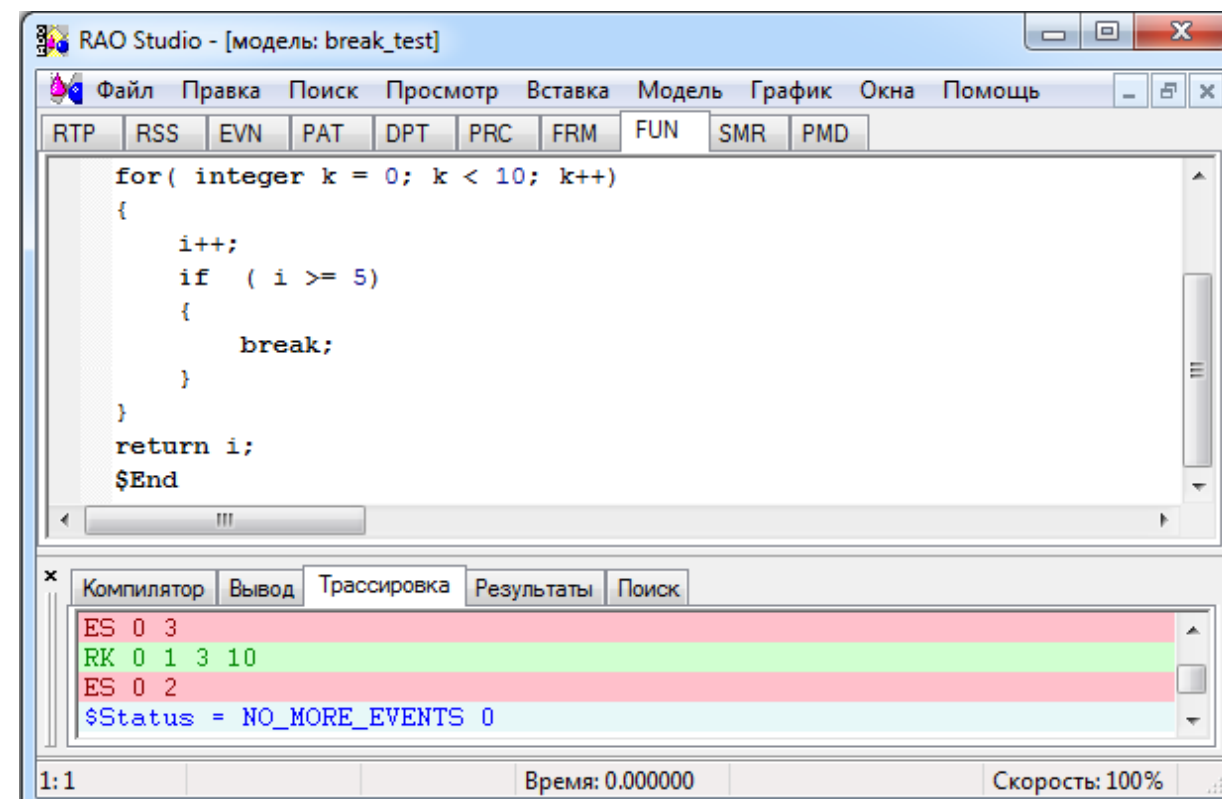 RAO Studio - [модель: break_test]
Файл Правка Поиск Просмотр Вставка Модель График Окна Помощь
RTP RSS EVN PAT DPT PRC FRM FUN SMR PMD
for( integer k = 0; k < 10; k++)
{
i++;
if ( i >= 5)
{
break;
}
}
return i;
$End
Компилятор Вывод Трассировка Результаты Поиск
ES 0 3
RK 0 1 3 10
ES 0 2
$Status = NO_MORE_EVENTS 0
1: 1 Время: 0.000000 Скорость: 100%